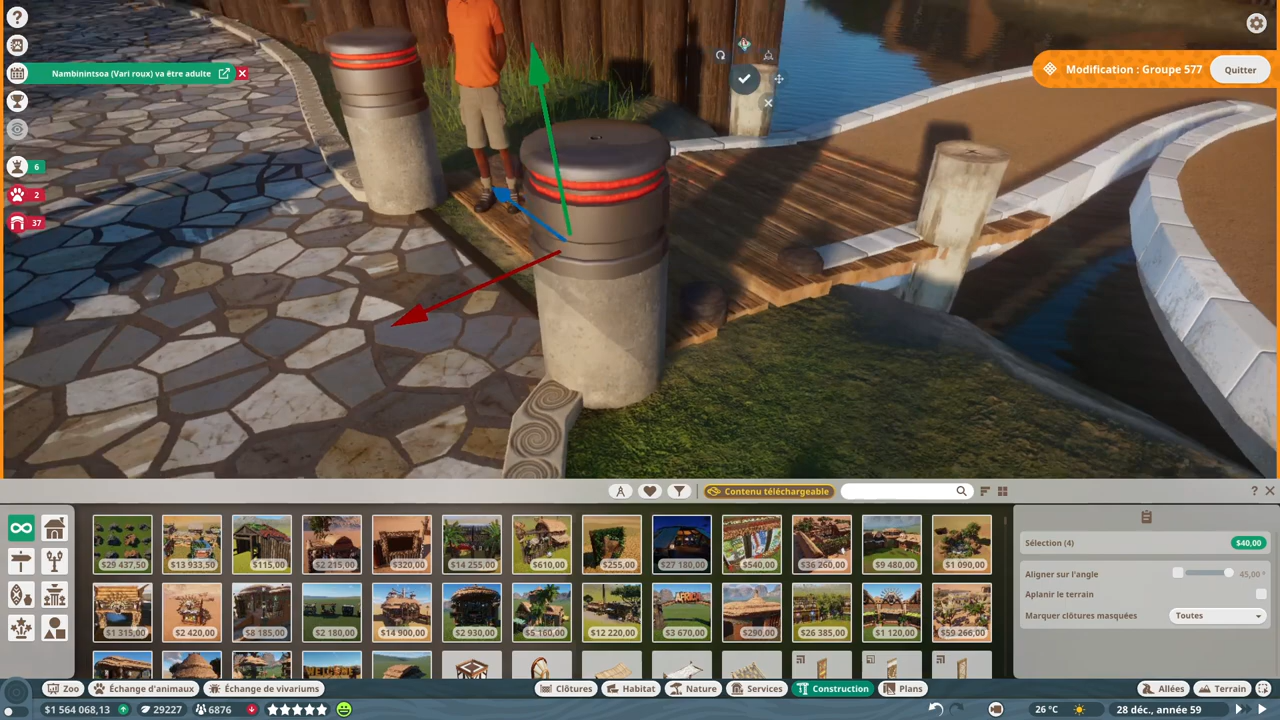 ?
Nambinintsoa (Vari roux) va être adulte
6
2
37
Modification : Groupe 577
Quitter
Contenu téléchargeable
?
$29 437,50
$13 933,50
$115,00
$2 215,00
$320,00
$14 255,00
$610,00
$255,00
$27 180,00
$540,00
$36 260,00
$9 480,00
$1 090,00
$1 315,00
$2 420,00
$8 185,00
$2 180,00
$14 900,00
$2 930,00
$5 160,00
$12 220,00
$3 670,00
$290,00
$26 385,00
$1 120,00
$59 266,00
Sélection (4)
$40,00
Aligner sur l'angle
45,00 °
Aplanir le terrain
Marquer clôtures masquées
Toutes
Zoo
Échange d'animaux
Échange de vivariums
Clôtures
Habitat
Nature
Services
Construction
Plans
Allées
Terrain
$1 564 068,13
29227
6876
26 °C
28 déc., année 59